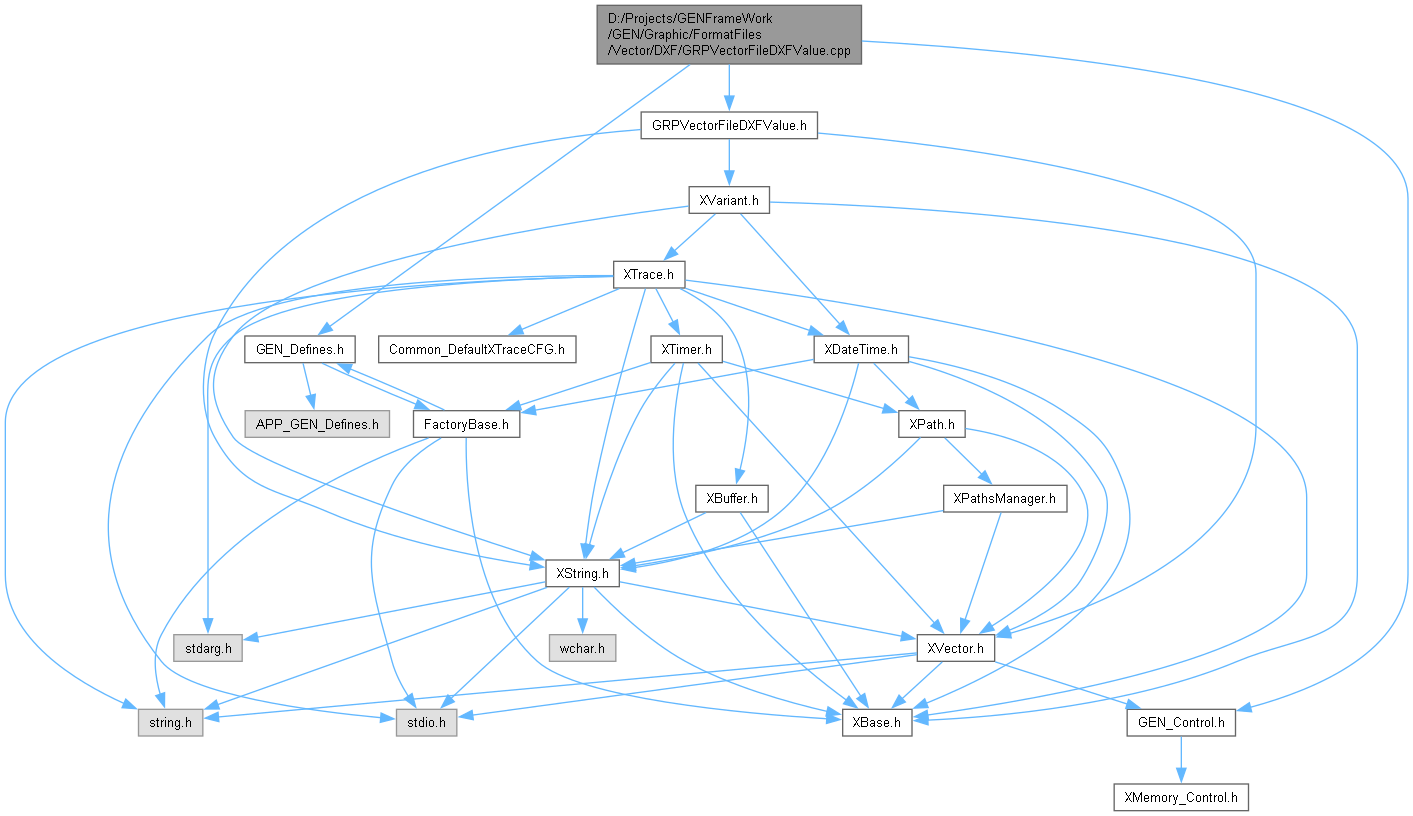 D:/Projects/GENFrameWork
/GEN/Graphic/FormatFiles
/Vector/DXF/GRPVectorFileDXFValue.cpp
GRPVectorFileDXFValue.h
XVariant.h
XTrace.h
GEN_Defines.h
Common_DefaultXTraceCFG.h
XTimer.h
XDateTime.h
APP_GEN_Defines.h
FactoryBase.h
XPath.h
XBuffer.h
XPathsManager.h
XString.h
stdarg.h
wchar.h
XVector.h
string.h
stdio.h
XBase.h
GEN_Control.h
XMemory_Control.h